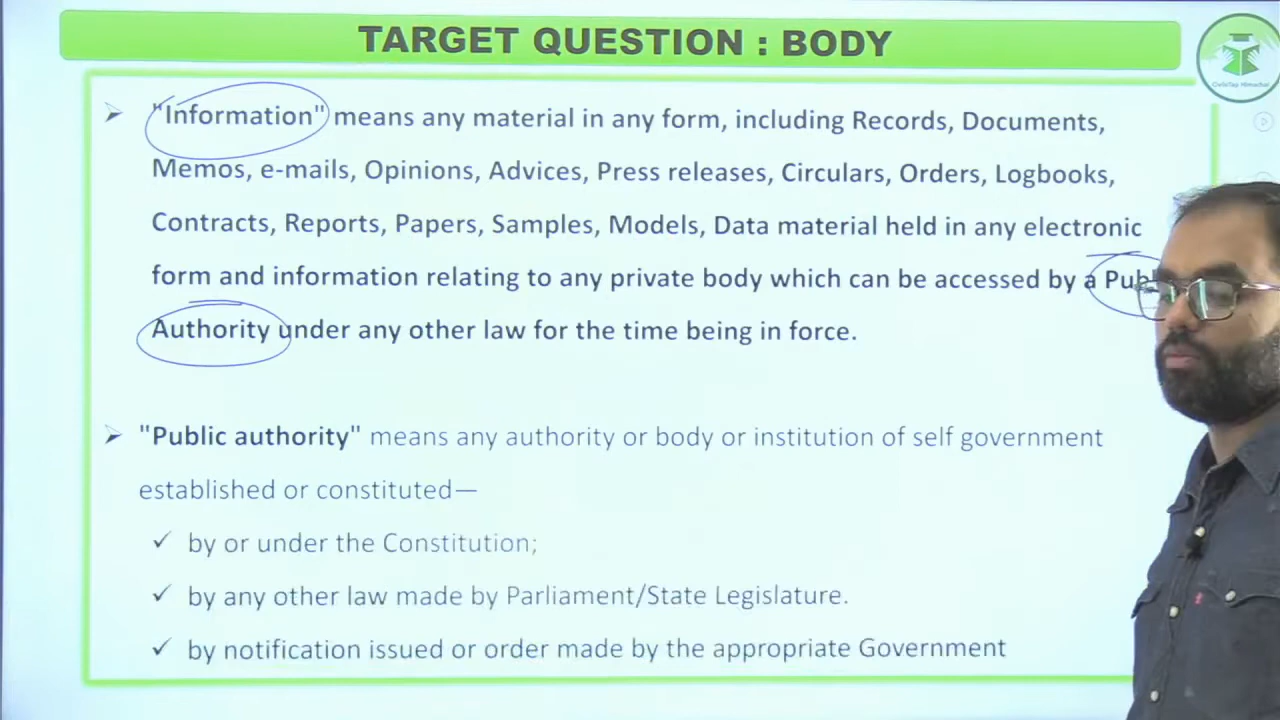 TARGET QUESTION : BODY
CivilsTap Himachal
"Information" means any material in any form, including Records, Documents,
Memos, e-mails, Opinions, Advices, Press releases, Circulars, Orders, Logbooks,
Contracts, Reports, Papers, Samples, Models, Data material held in any electronic
form and information relating to any private body which can be accessed by a
Authority under any other law for the time being in force.
"Public authority" means any authority or body or institution of self government
established or constituted—
✓ by or under the Constitution;
✓ by any other law made by Parliament/State Legislature.
✓ by notification issued or order made by the appropriate Government